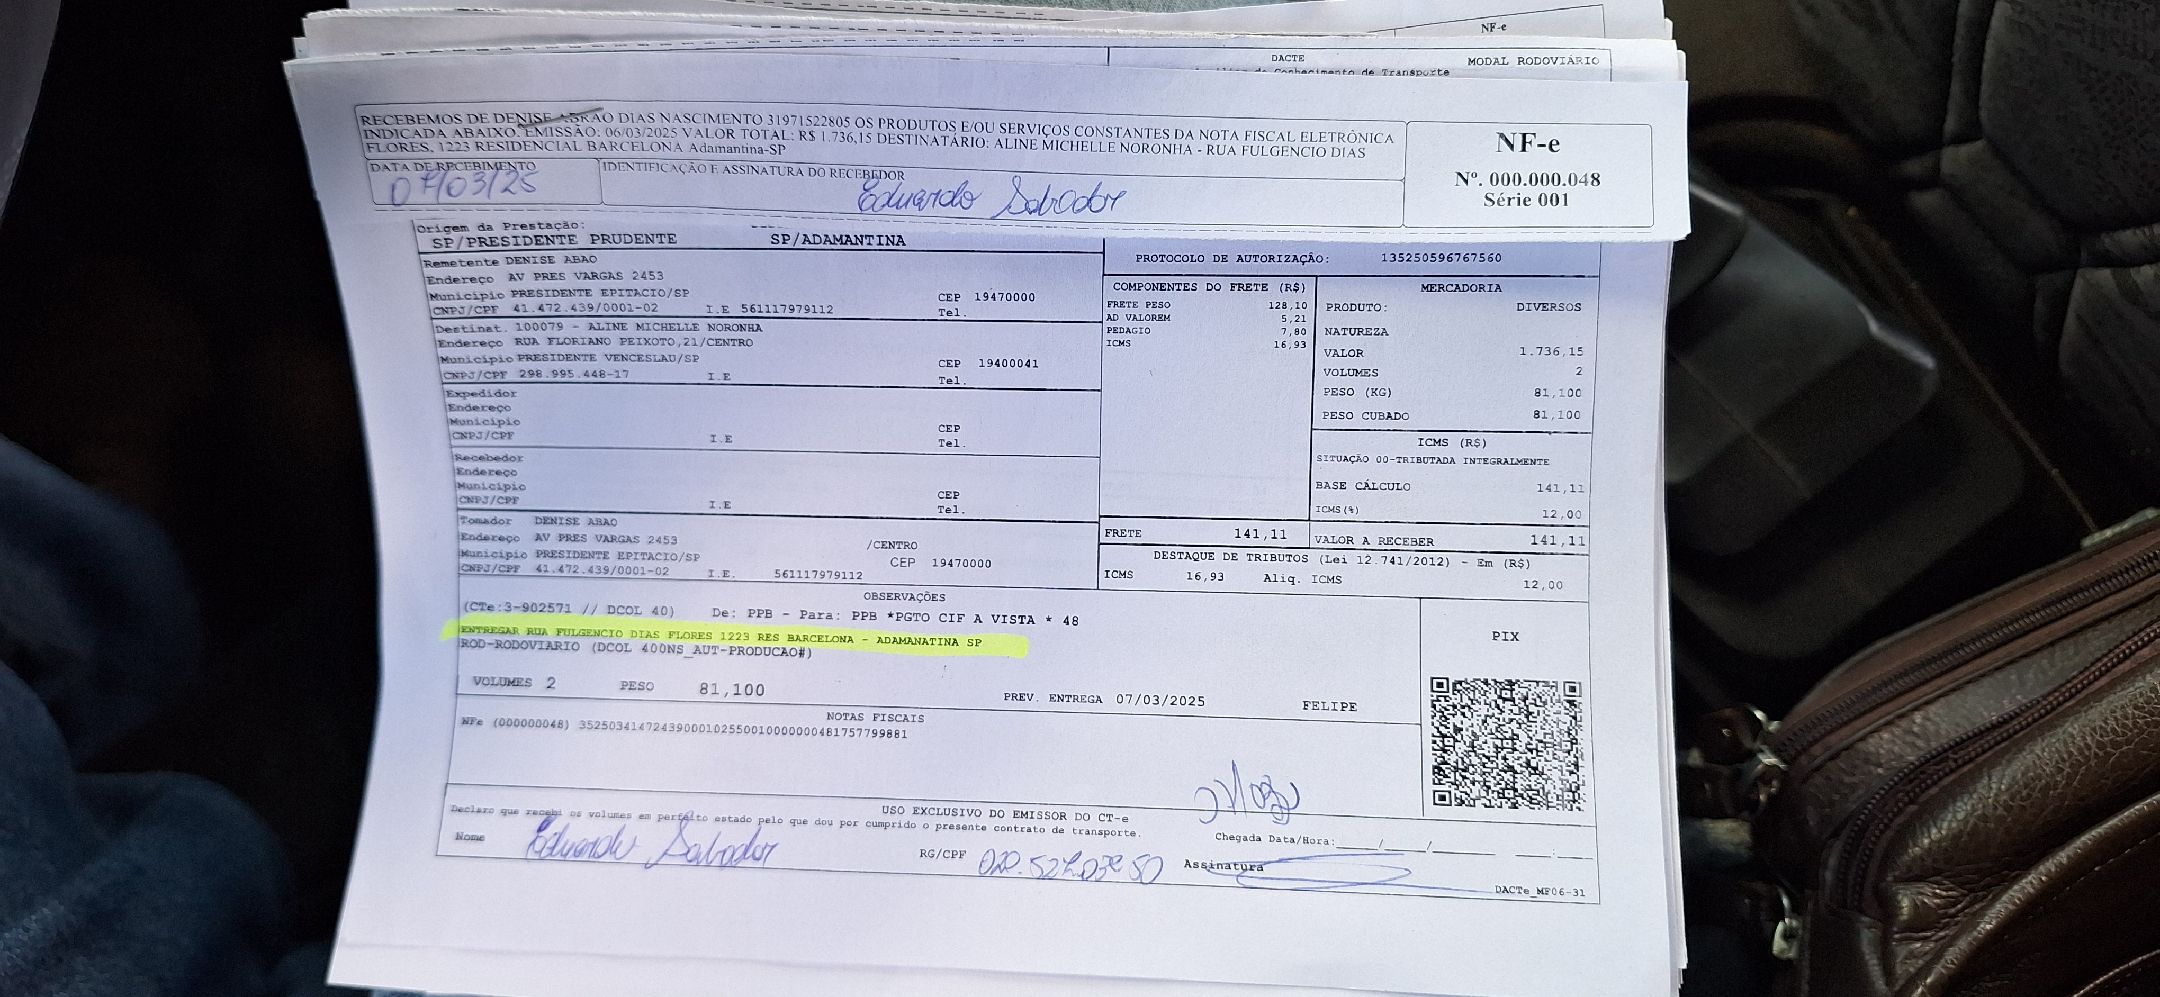 NF-e
DACTE
MODAL RODOVIÁRIO
Conhecimento de Transporte
RECEBEMOS DE DENISE ABRAO DIAS NASCIMENTO 31971522805 OS PRODUTOS E/OU SERVIÇOS CONSTANTES DA NOTA FISCAL ELETRÔNICA
INDICADA ABAIXO. EMISSÃO: 06/03/2025 VALOR TOTAL: R$ 1.736,15 DESTINATÁRIO: ALINE MICHELLE NORONHA - RUA FULGENCIO DIAS
FLORES, 1223 RESIDENCIAL BARCELONA Adamantina-SP
NF-e
Nº. 000.000.048
Série 001
DATA DE RECEBIMENTO
07/03/25
IDENTIFICAÇÃO E ASSINATURA DO RECEBEDOR
Eduardo Salvador
Origem da Prestação:
SP/PRESIDENTE PRUDENTE SP/ADAMANTINA
Remetente DENISE ABAO
Endereço AV PRES VARGAS 2453
Município PRESIDENTE EPITACIO/SP CEP 19470000
CNPJ/CPF 41.472.439/0001-02 I.E 561117979112 Tel.
Destinat. 100079 - ALINE MICHELLE NORONHA
Endereço RUA FLORIANO PEIXOTO,21/CENTRO
Município PRESIDENTE VENCESLAU/SP CEP 19400041
CNPJ/CPF 298.995.448-17 I.E Tel.
Expedidor
Endereço
Município CEP
CNPJ/CPF I.E Tel.
Recebedor
Endereço
Município CEP
CNPJ/CPF I.E Tel.
Tomador DENISE ABAO
Endereço AV PRES VARGAS 2453 /CENTRO
Município PRESIDENTE EPITACIO/SP CEP 19470000
CNPJ/CPF 41.472.439/0001-02 I.E. 561117979112
PROTOCOLO DE AUTORIZAÇÃO: 135250596767560
COMPONENTES DO FRETE (R$)
FRETE PESO 128,10
AD VALOREM 5,21
PEDAGIO 7,80
ICMS 16,93
MERCADORIA
PRODUTO: DIVERSOS
NATUREZA
VALOR 1.736,15
VOLUMES 2
PESO (KG) 81,100
PESO CUBADO 81,100
ICMS (R$)
SITUAÇÃO 00-TRIBUTADA INTEGRALMENTE
BASE CÁLCULO 141,11
ICMS(%) 12,00
FRETE 141,11
VALOR A RECEBER 141,11
DESTAQUE DE TRIBUTOS (Lei 12.741/2012) - Em (R$)
ICMS 16,93 Aliq. ICMS 12,00
OBSERVAÇÕES
(CTe:3-902571 // DCOL 40) De: PPB - Para: PPB *PGTO CIF A VISTA * 48
ENTREGAR RUA FULGENCIO DIAS FLORES 1223 RES BARCELONA - ADAMANATINA SP
ROD-RODOVIARIO (DCOL 400NS_AUT-PRODUCAO#)
VOLUMES 2 PESO 81,100 PREV. ENTREGA 07/03/2025 FELIPE
PIX
NOTAS FISCAIS
NFe (000000048) 35250341472439000102550010000000481757799881
USO EXCLUSIVO DO EMISSOR DO CT-e
Declaro que recebi os volumes em perfeito estado pelo que dou por cumprido o presente contrato de transporte.
Chegada Data/Hora:____/____/______ ____:____
Nome Eduardo Salvador RG/CPF Assinatura
DACTe_MF06-31